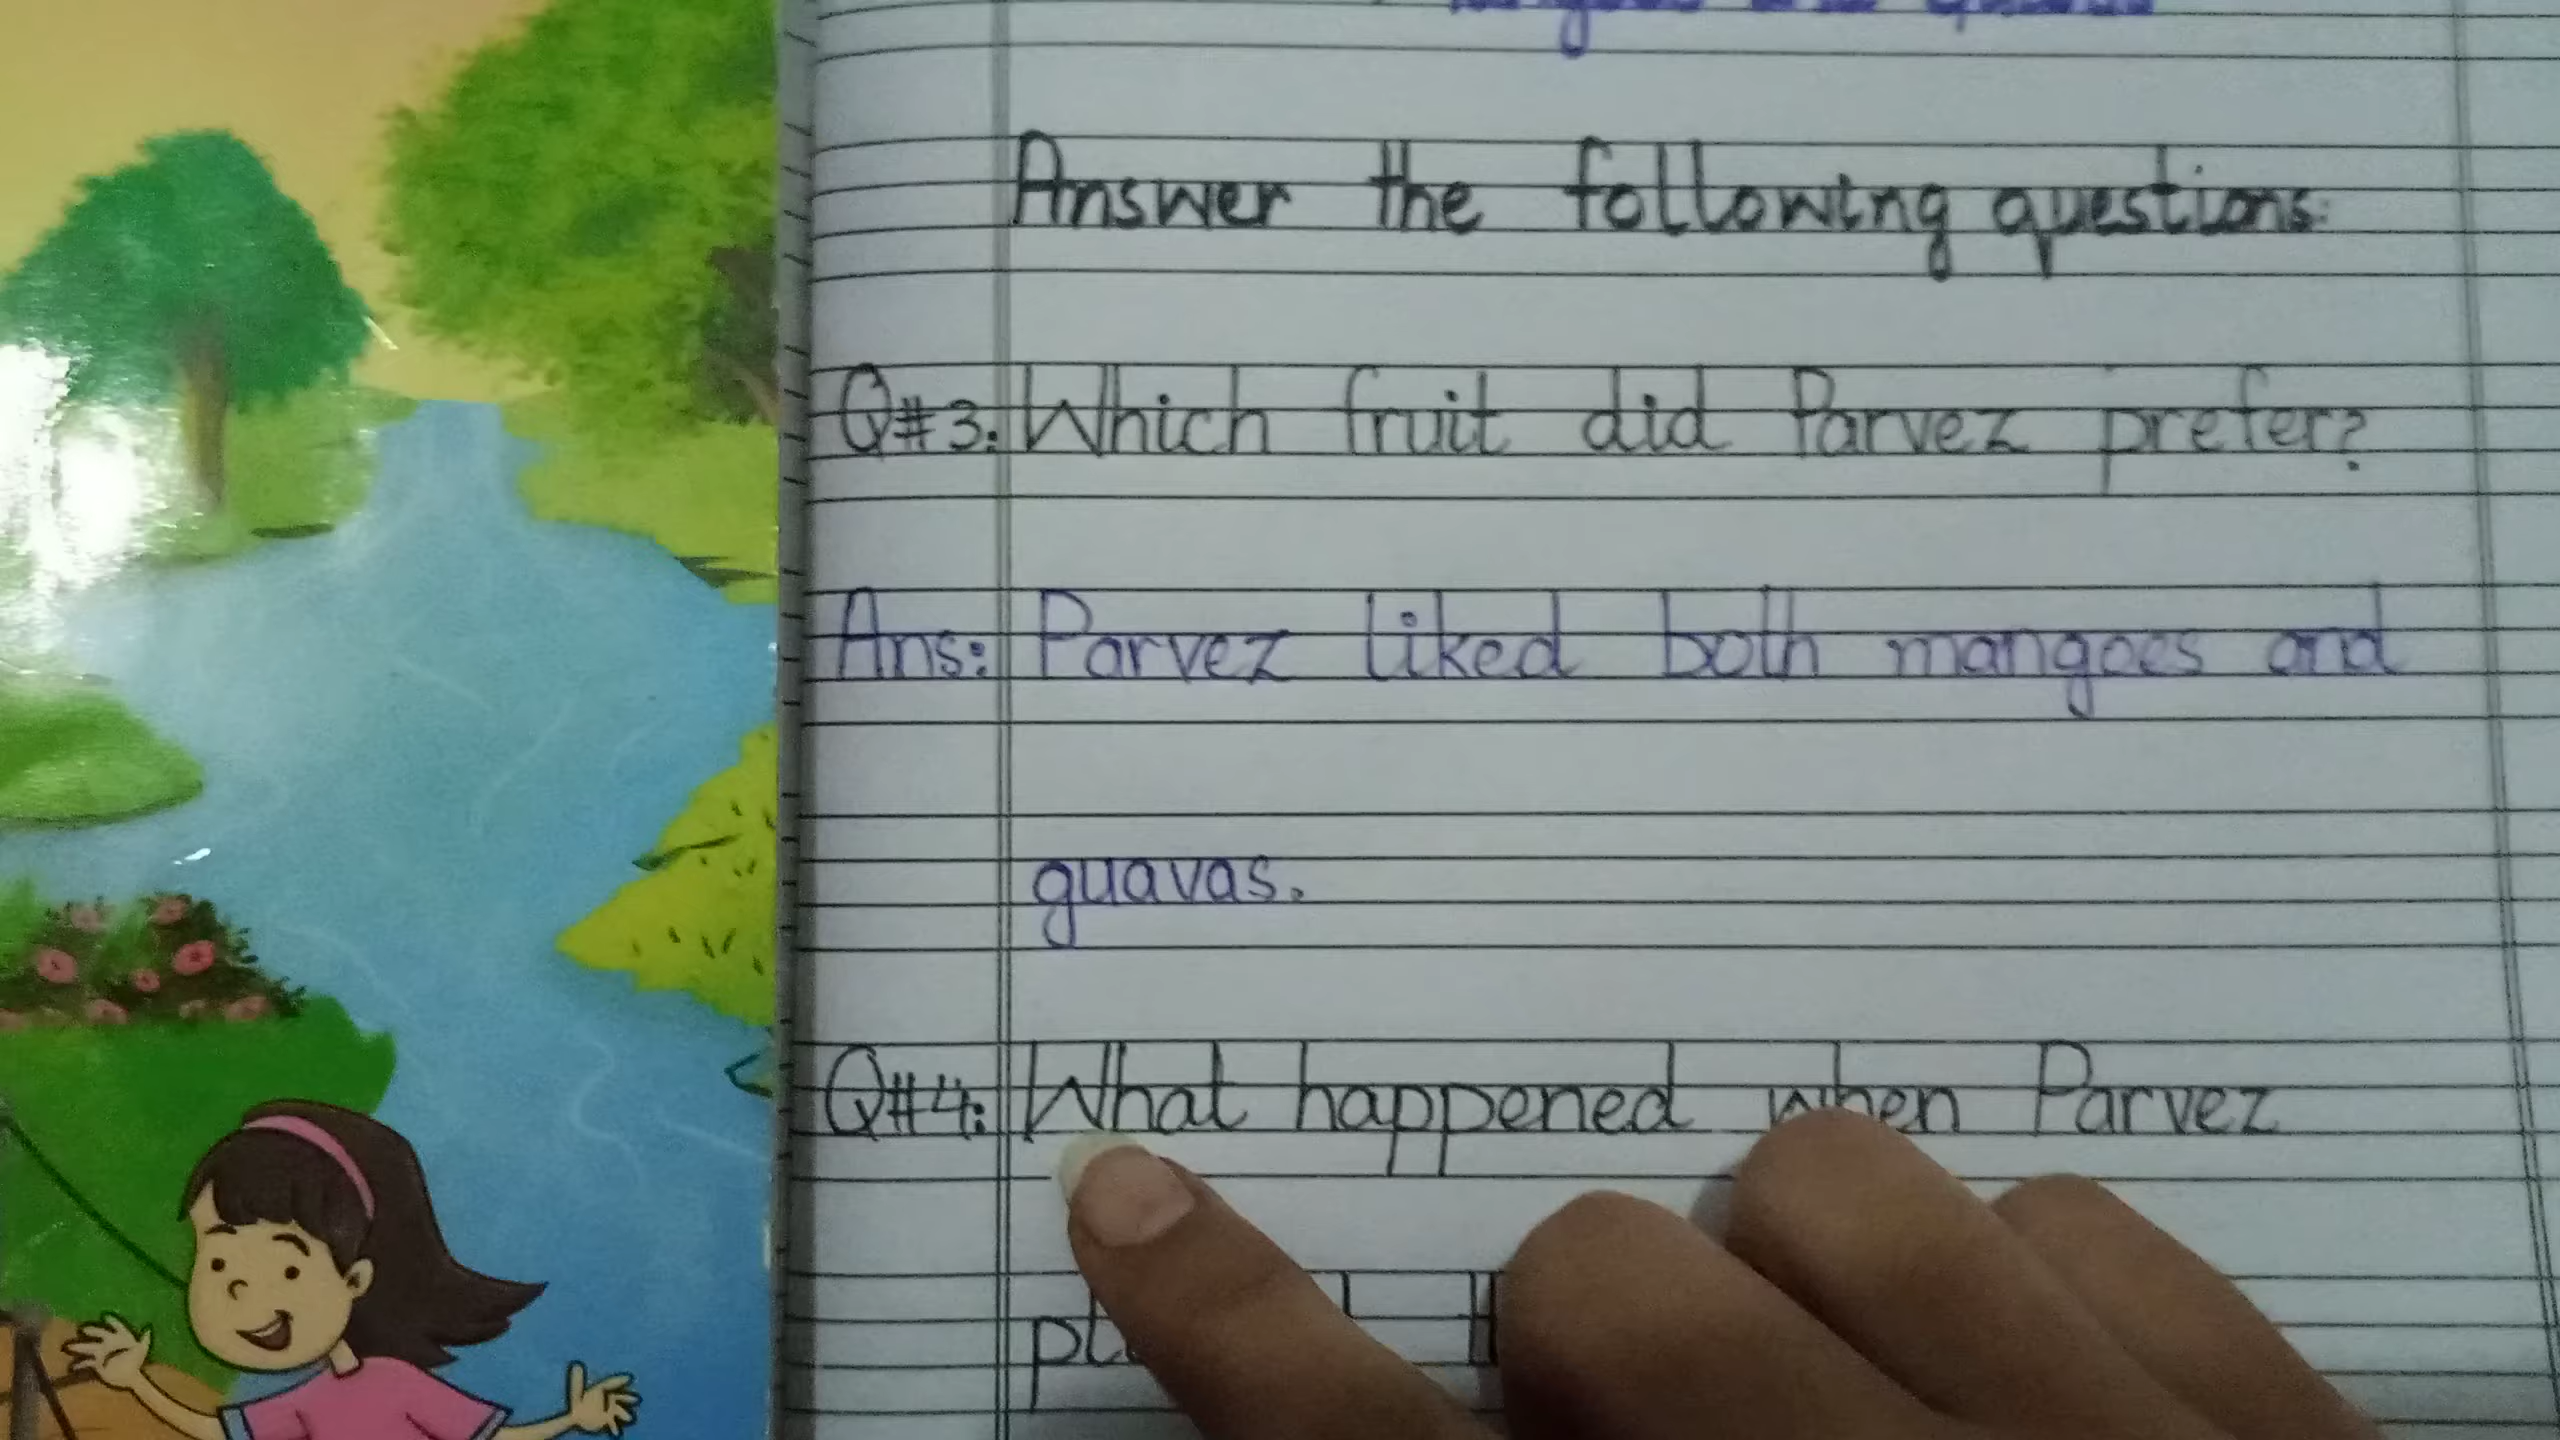 Answer the following questions:
Q#3: Which fruit did Parvez prefer?
Ans: Parvez liked both mangoes and
guavas.
Q#4: What happened when Parvez